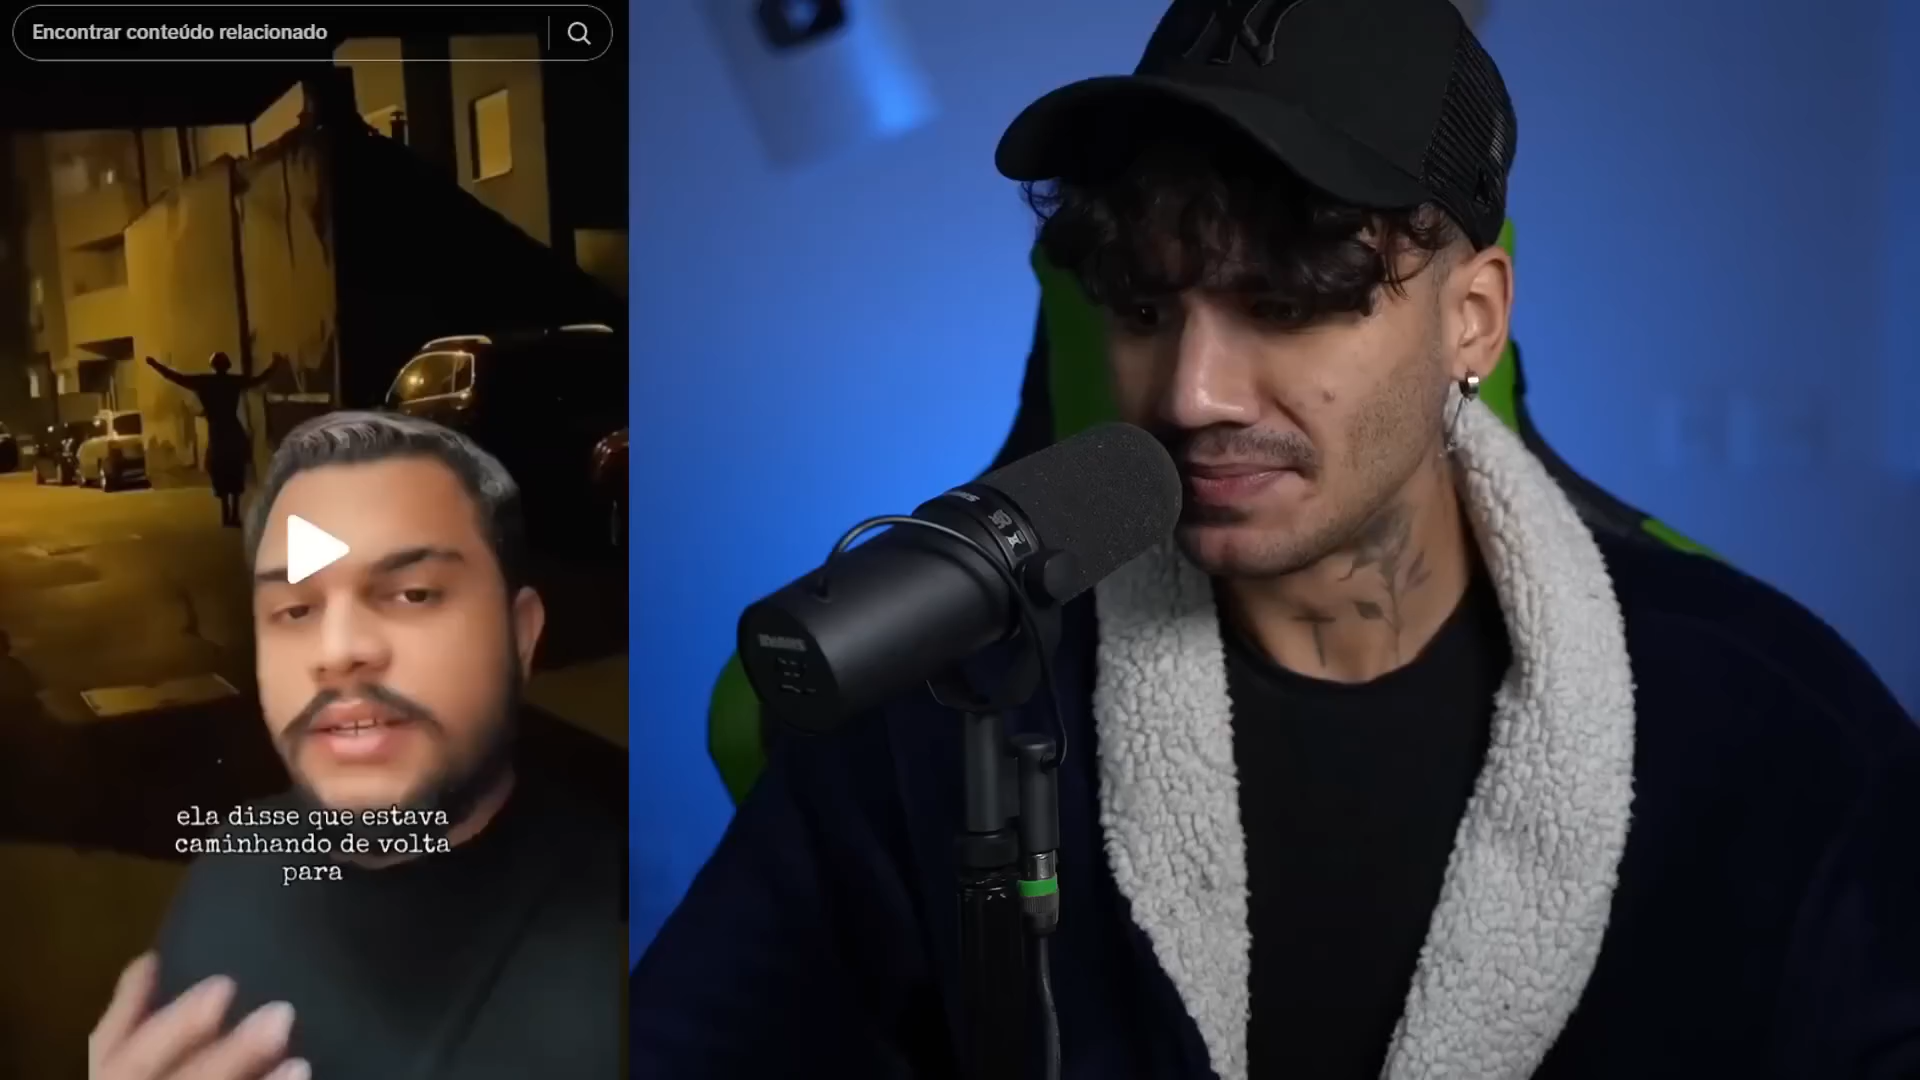 Encontrar conteúdo relacionado
ela disse que estava
caminhando de volta
para